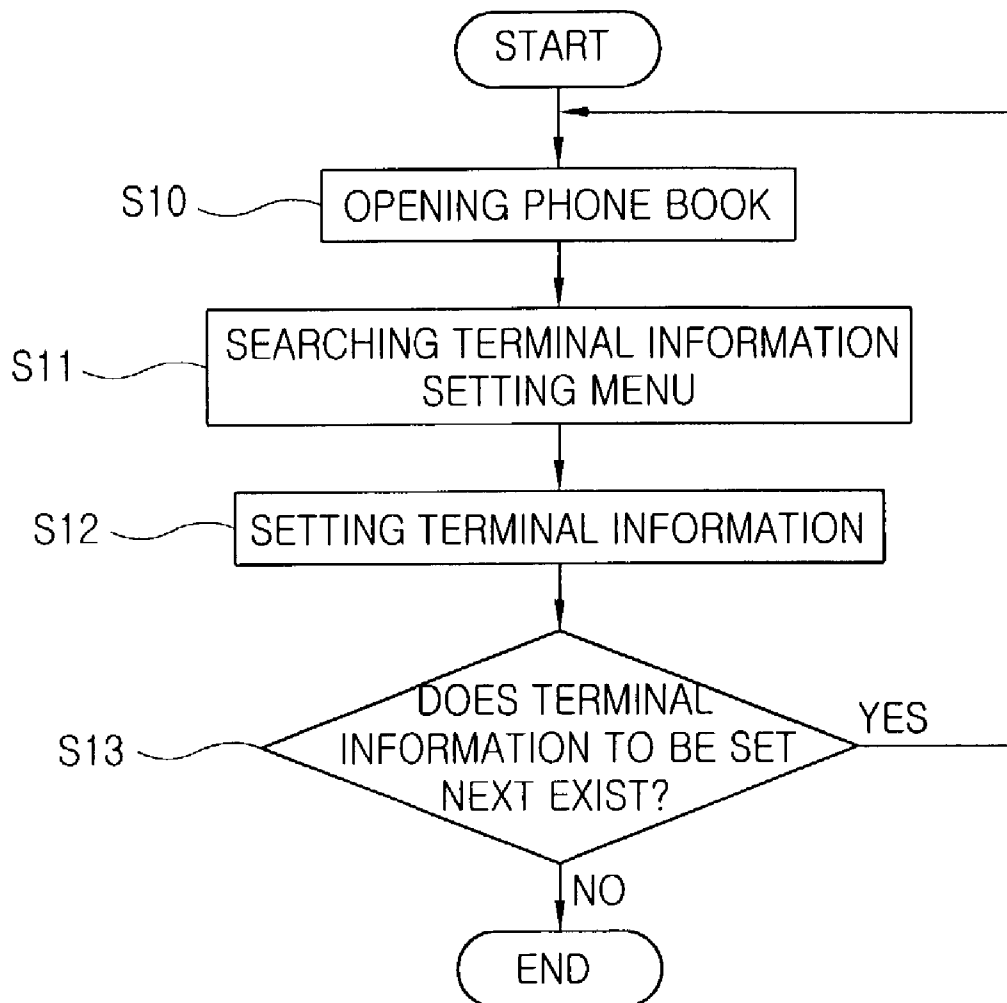 START
S10
OPENING PHONE BOOK
S11
SEARCHING TERMINAL INFORMATION
SETTING MENU
S12
SETTING TERMINAL INFORMATION
S13
DOES TERMINAL
INFORMATION TO BE SET
NEXT EXIST?
YES
NO
END